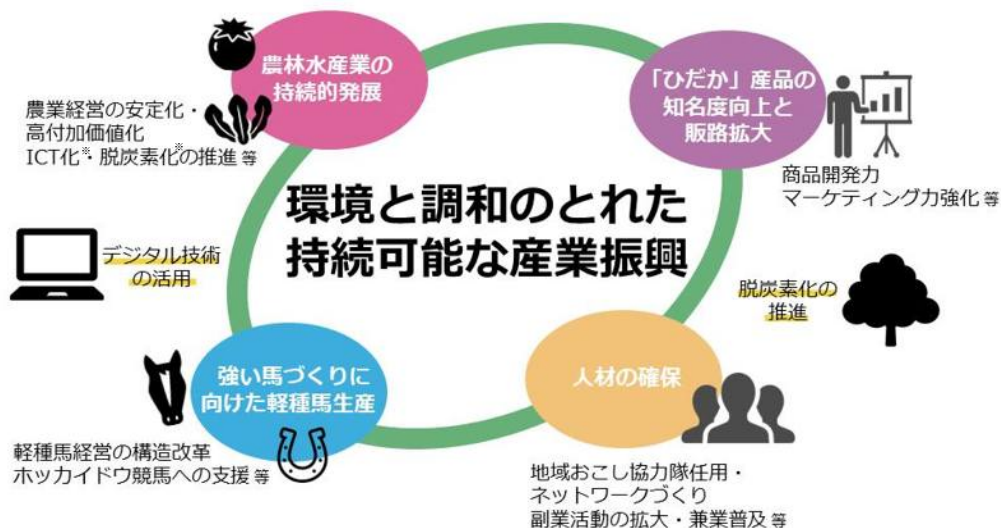 農林水産業の
持続的発展
農業経営の安定化・
高付加価値化
ICT化※・脱炭素化※の推進 等
「ひだか」産品の
知名度向上と
販路拡大
商品開発力
マーケティング力強化 等
環境と調和のとれた
持続可能な産業振興
デジタル技術
の活用
脱炭素化の
推進
強い馬づくりに
向けた軽種馬生産
軽種馬経営の構造改革
ホッカイドウ競馬への支援 等
人材の確保
地域おこし協力隊任用・
ネットワークづくり
副業活動の拡大・兼業普及 等